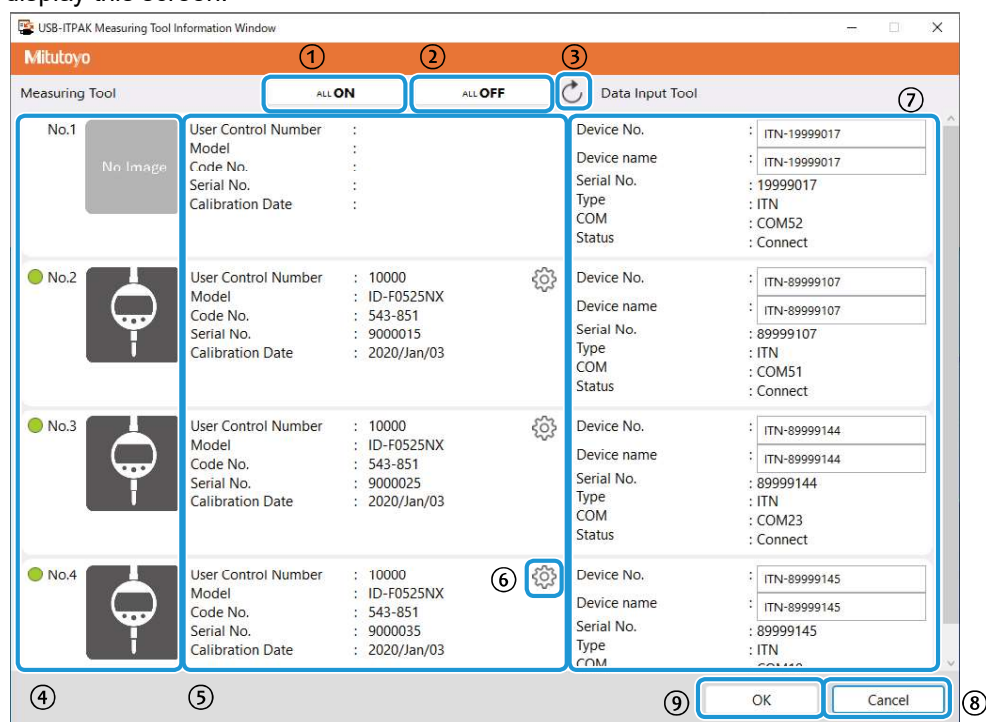 display this screen.
USB-ITPAK Measuring Tool Information Window
Mitutoyo
① ② ③
Measuring Tool ALL ON ALL OFF Data Input Tool
⑦
No.1
No Image
User Control Number :
Model :
Code No. :
Serial No. :
Calibration Date :
Device No. : ITN-19999017
Device name : ITN-19999017
Serial No. : 19999017
Type : ITN
COM : COM52
Status : Connect
No.2
User Control Number : 10000
Model : ID-F0525NX
Code No. : 543-851
Serial No. : 9000015
Calibration Date : 2020/Jan/03
Device No. : ITN-89999107
Device name : ITN-89999107
Serial No. : 89999107
Type : ITN
COM : COM51
Status : Connect
No.3
User Control Number : 10000
Model : ID-F0525NX
Code No. : 543-851
Serial No. : 9000025
Calibration Date : 2020/Jan/03
Device No. : ITN-89999144
Device name : ITN-89999144
Serial No. : 89999144
Type : ITN
COM : COM23
Status : Connect
No.4
User Control Number : 10000
Model : ID-F0525NX
Code No. : 543-851
Serial No. : 9000035
Calibration Date : 2020/Jan/03
⑥
Device No. : ITN-89999145
Device name : ITN-89999145
Serial No. : 89999145
Type : ITN
COM
④ ⑤ ⑨ OK Cancel ⑧